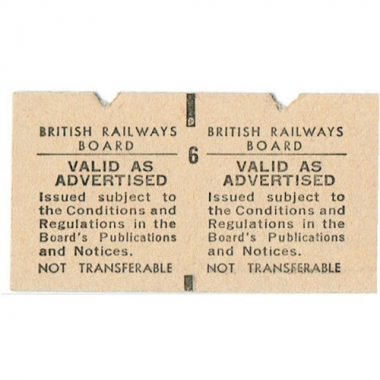 BRITISH RAILWAYS
BOARD
VALID AS
ADVERTISED
Issued subject to
the Conditions and
Regulations in the
Board's Publications
and Notices.
NOT TRANSFERABLE
6
BRITISH RAILWAYS
BOARD
VALID AS
ADVERTISED
Issued subject to
the Conditions and
Regulations in the
Board's Publications
and Notices.
NOT TRANSFERABLE